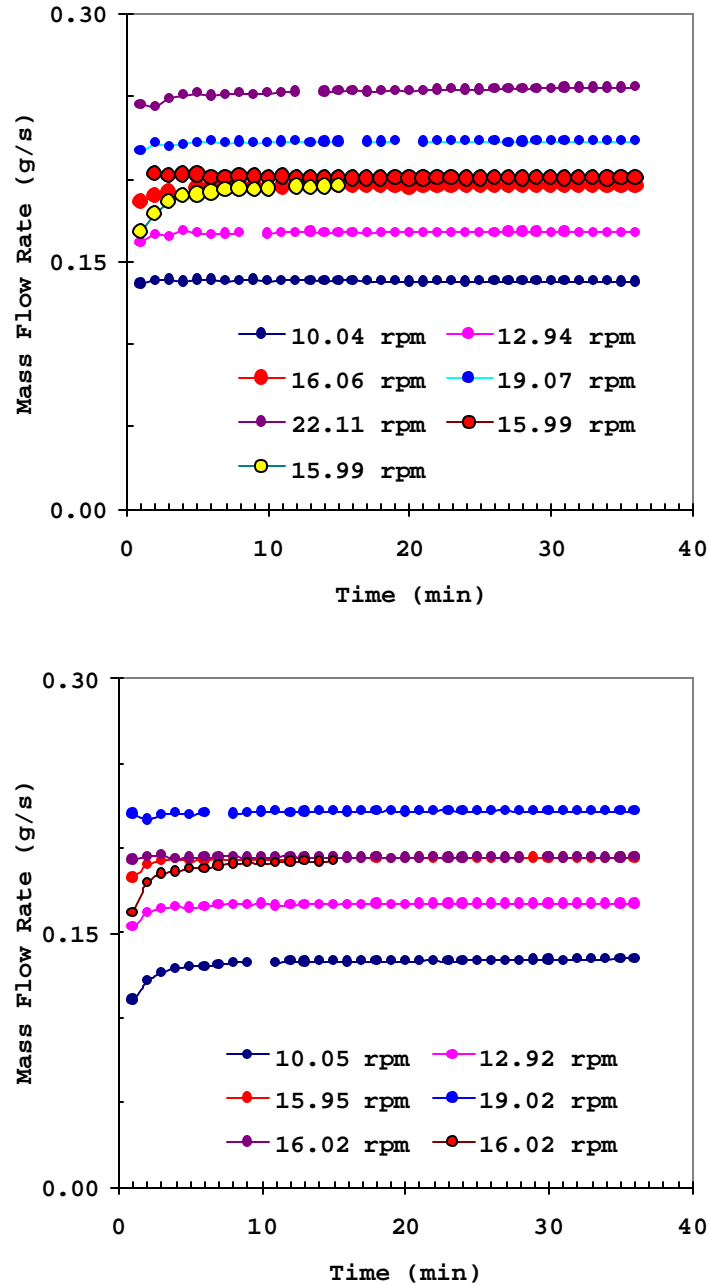 0.30
0.15
0.00
Mass Flow Rate (g/s)
10.04 rpm 12.94 rpm
16.06 rpm 19.07 rpm
22.11 rpm 15.99 rpm
15.99 rpm
0 10 20 30 40
Time (min)
0.30
0.15
0.00
Mass Flow Rate (g/s)
10.05 rpm 12.92 rpm
15.95 rpm 19.02 rpm
16.02 rpm 16.02 rpm
0 10 20 30 40
Time (min)